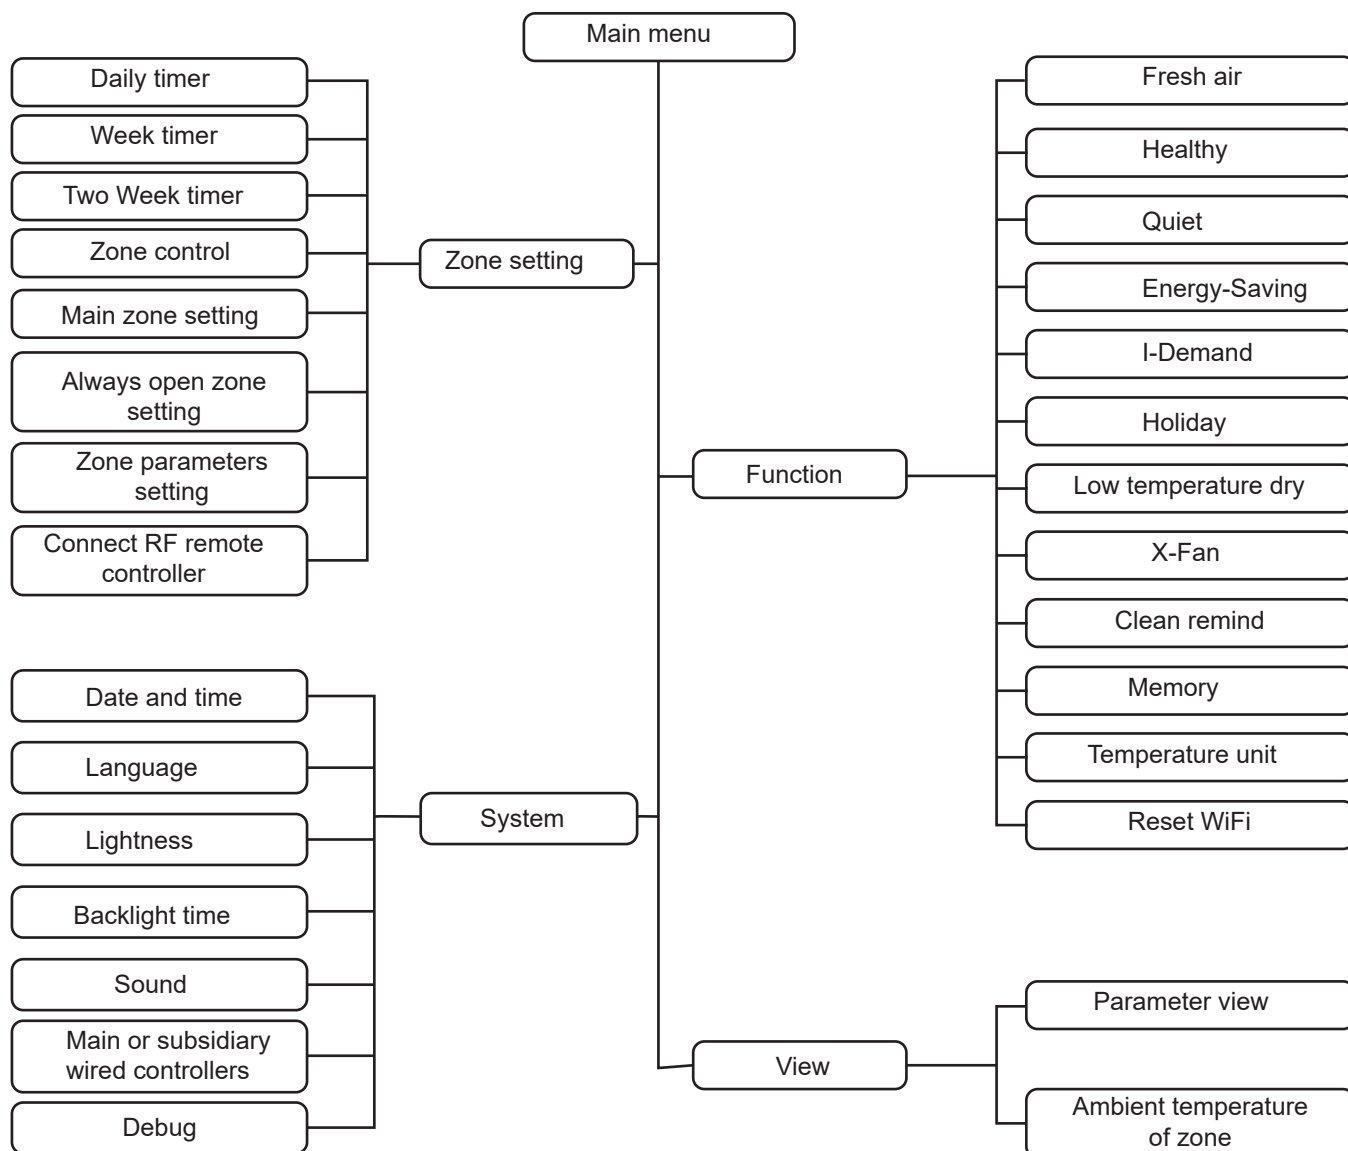 Main menu
Daily timer
Week timer
Two Week timer
Zone control
Main zone setting
Always open zone
setting
Zone parameters
setting
Connect RF remote
controller
Zone setting
Date and time
Language
Lightness
Backlight time
Sound
Main or subsidiary
wired controllers
Debug
System
Function
Fresh air
Healthy
Quiet
Energy-Saving
I-Demand
Holiday
Low temperature dry
X-Fan
Clean remind
Memory
Temperature unit
Reset WiFi
View
Parameter view
Ambient temperature
of zone